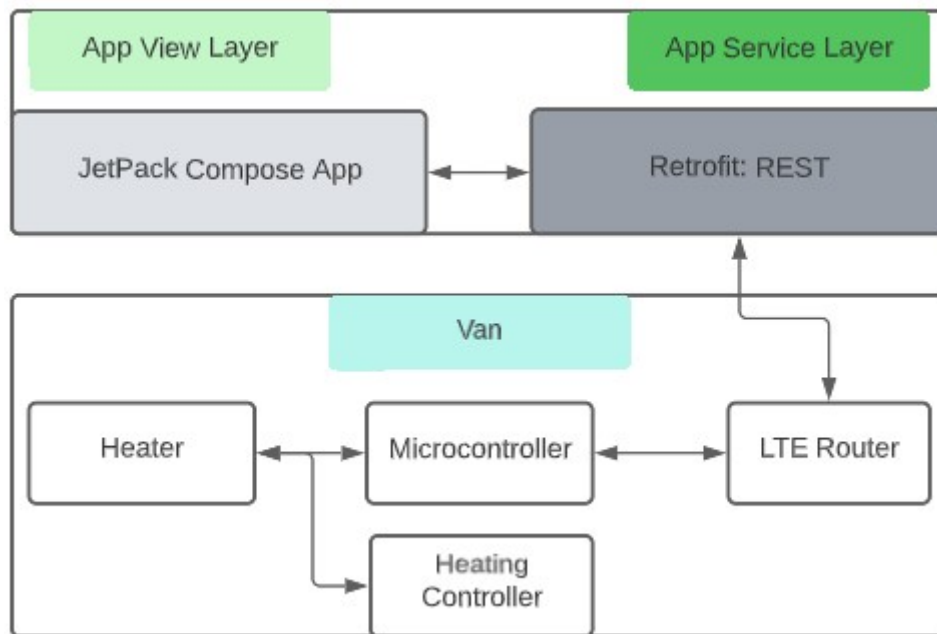 App View Layer
App Service Layer
JetPack Compose App
Retrofit: REST
Van
Heater
Microcontroller
LTE Router
Heating
Controller